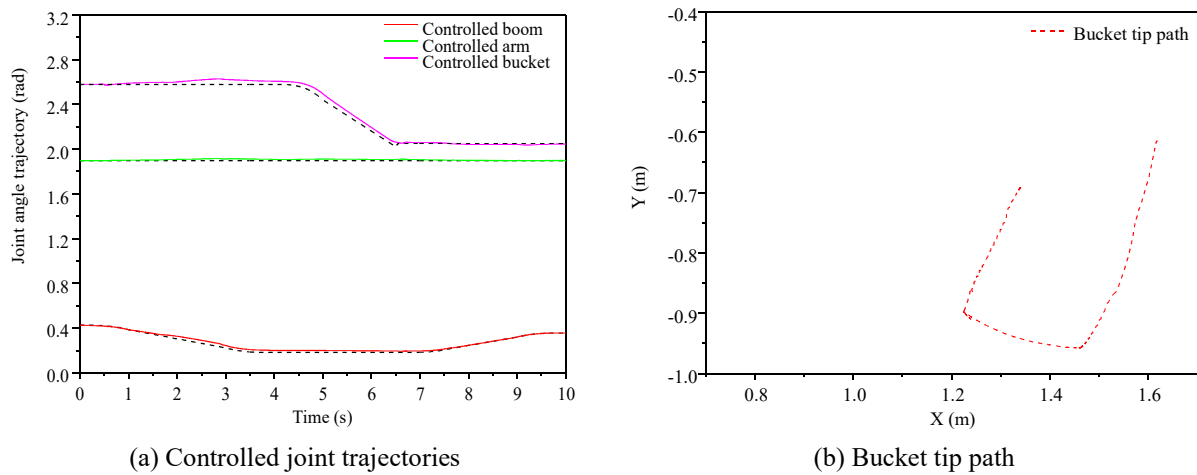 3.2
2.8
2.4
2.0
1.6
1.2
0.8
0.4
0.0
Joint angle trajectory (rad)
Controlled boom
Controlled arm
Controlled bucket
0 1 2 3 4 5 6 7 8 9 10
Time (s)
(a) Controlled joint trajectories
-0.4
-0.5
-0.6
-0.7
-0.8
-0.9
-1.0
Y (m)
Bucket tip path
0.8 1.0 1.2 1.4 1.6
X (m)
(b) Bucket tip path